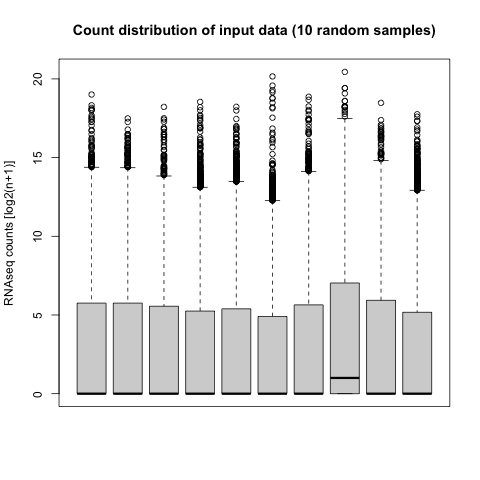 Count distribution of input data (10 random samples)
RNAseq counts [log2(n+1)]
20
15
10
5
0